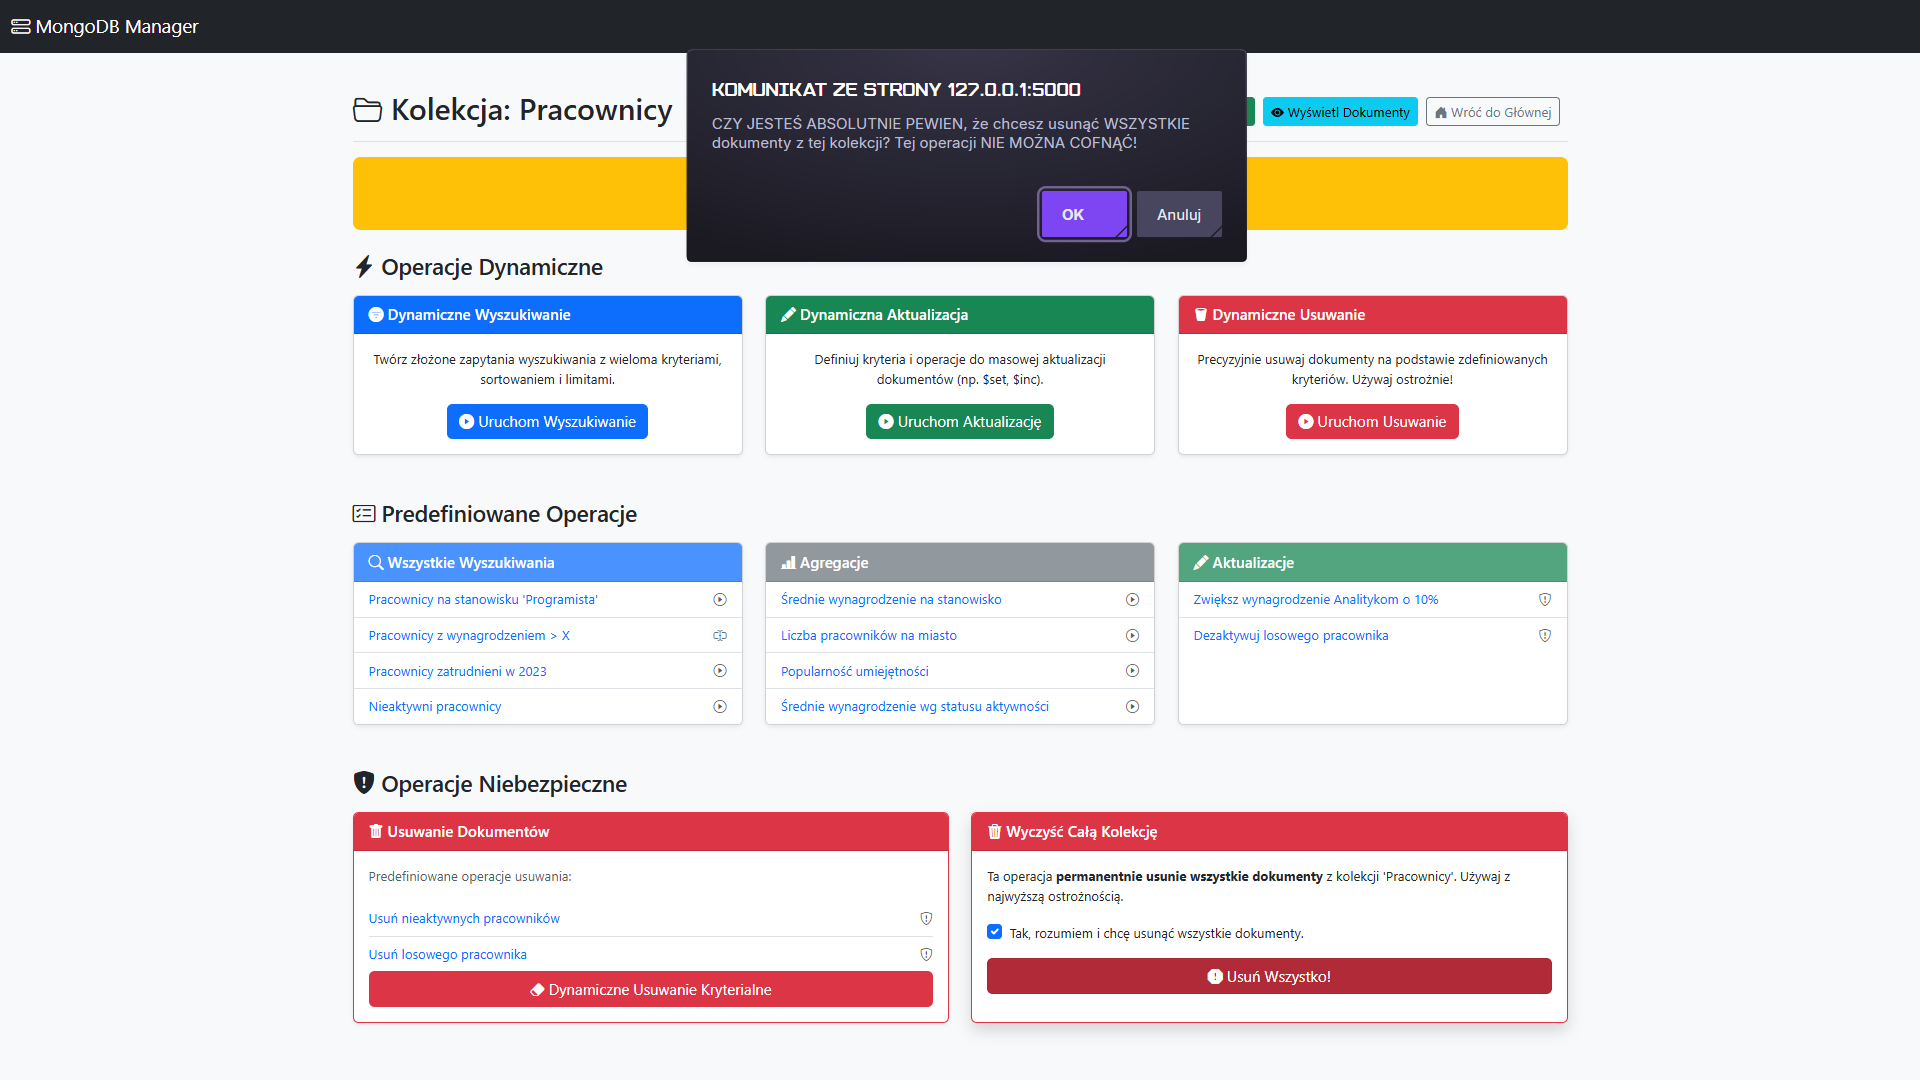 MongoDB Manager
KOMUNIKAT ZE STRONY 127.0.0.1:5000
CZY JESTEŚ ABSOLUTNIE PEWIEN, że chcesz usunąć WSZYSTKIE
dokumenty z tej kolekcji? Tej operacji NIE MOŻNA COFNĄĆ!
OK
Anuluj
Kolekcja: Pracownicy
Wyświetl Dokumenty
Wróć do Głównej
Operacje Dynamiczne
Dynamiczne Wyszukiwanie
Twórz złożone zapytania wyszukiwania z wieloma kryteriami,
sortowaniem i limitami.
Uruchom Wyszukiwanie
Dynamiczna Aktualizacja
Definiuj kryteria i operacje do masowej aktualizacji
dokumentów (np. $set, $inc).
Uruchom Aktualizację
Dynamiczne Usuwanie
Precyzyjnie usuwaj dokumenty na podstawie zdefiniowanych
kryteriów. Używaj ostrożnie!
Uruchom Usuwanie
Predefiniowane Operacje
Wszystkie Wyszukiwania
Pracownicy na stanowisku 'Programista'
Pracownicy z wynagrodzeniem > X
Pracownicy zatrudnieni w 2023
Nieaktywni pracownicy
Agregacje
Średnie wynagrodzenie na stanowisko
Liczba pracowników na miasto
Popularność umiejętności
Średnie wynagrodzenie wg statusu aktywności
Aktualizacje
Zwiększ wynagrodzenie Analitykom o 10%
Dezaktywuj losowego pracownika
Operacje Niebezpieczne
Usuwanie Dokumentów
Predefiniowane operacje usuwania:
Usuń nieaktywnych pracowników
Usuń losowego pracownika
Dynamiczne Usuwanie Kryterialne
Wyczyść Całą Kolekcję
Ta operacja permanentnie usunie wszystkie dokumenty z kolekcji 'Pracownicy'. Używaj z
najwyższą ostrożnością.
Tak, rozumiem i chcę usunąć wszystkie dokumenty.
Usuń Wszystko!